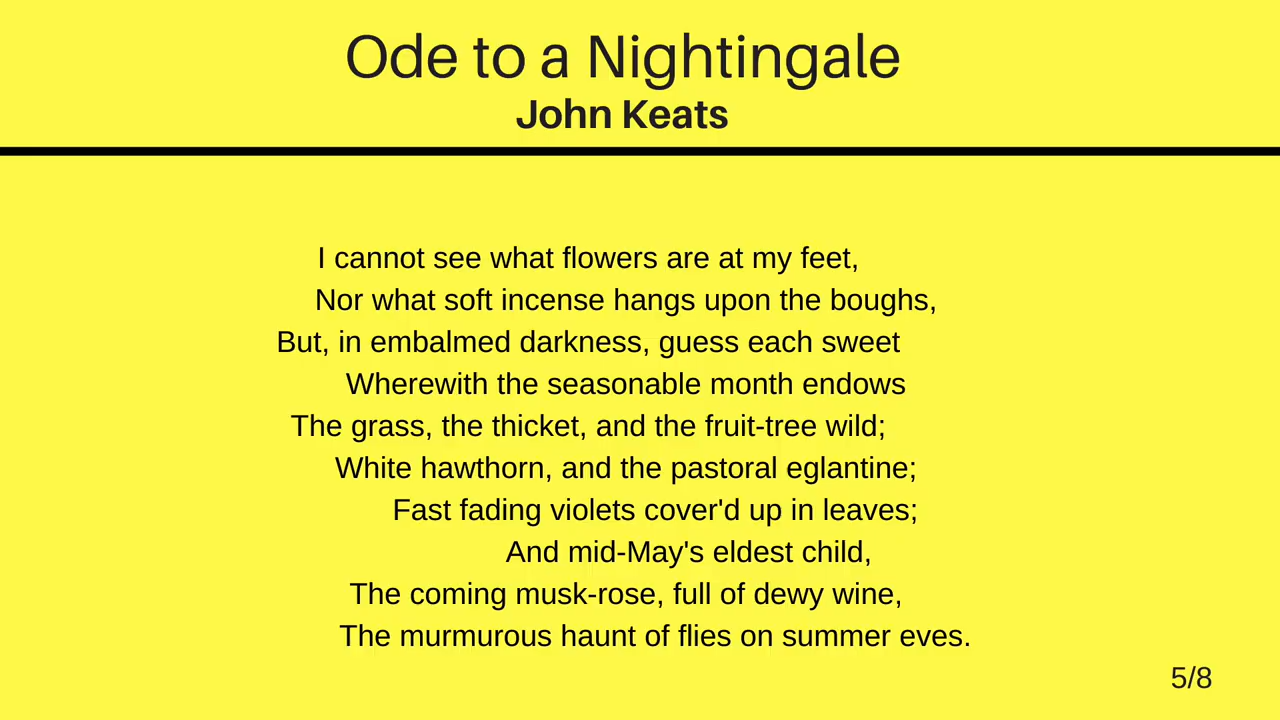 Ode to a Nightingale
John Keats
I cannot see what flowers are at my feet,
Nor what soft incense hangs upon the boughs,
But, in embalmed darkness, guess each sweet
Wherewith the seasonable month endows
The grass, the thicket, and the fruit-tree wild;
White hawthorn, and the pastoral eglantine;
Fast fading violets cover'd up in leaves;
And mid-May's eldest child,
The coming musk-rose, full of dewy wine,
The murmurous haunt of flies on summer eves.
5/8